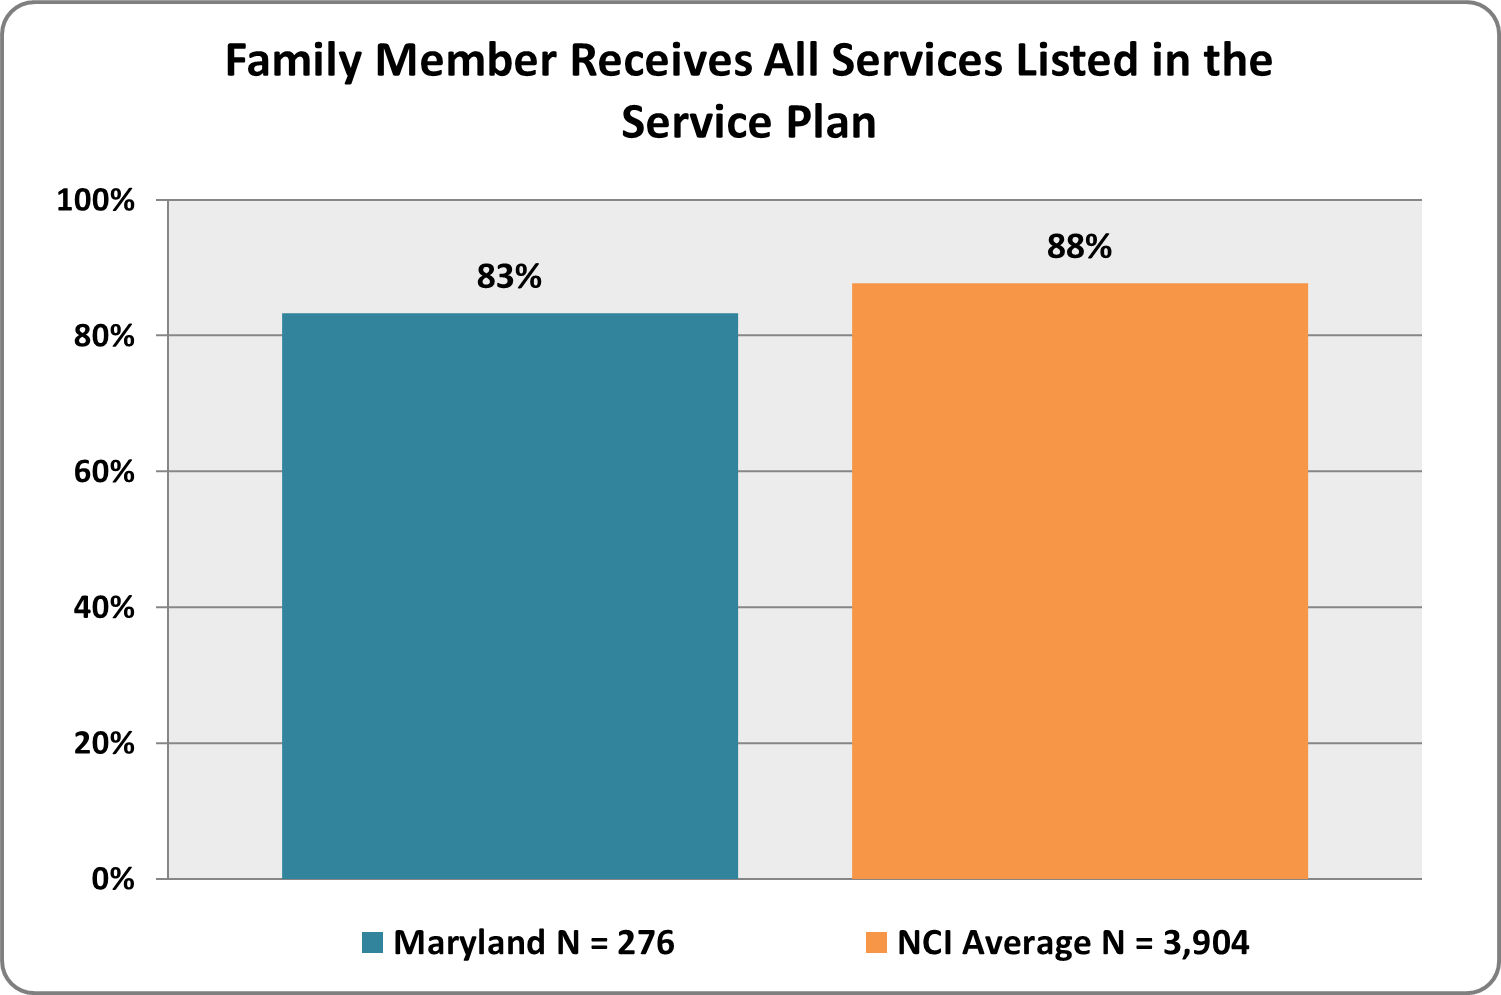 Family Member Receives All Services Listed in the
Service Plan
100%
80%
60%
40%
20%
0%
83%
88%
Maryland N = 276
NCI Average N = 3,904